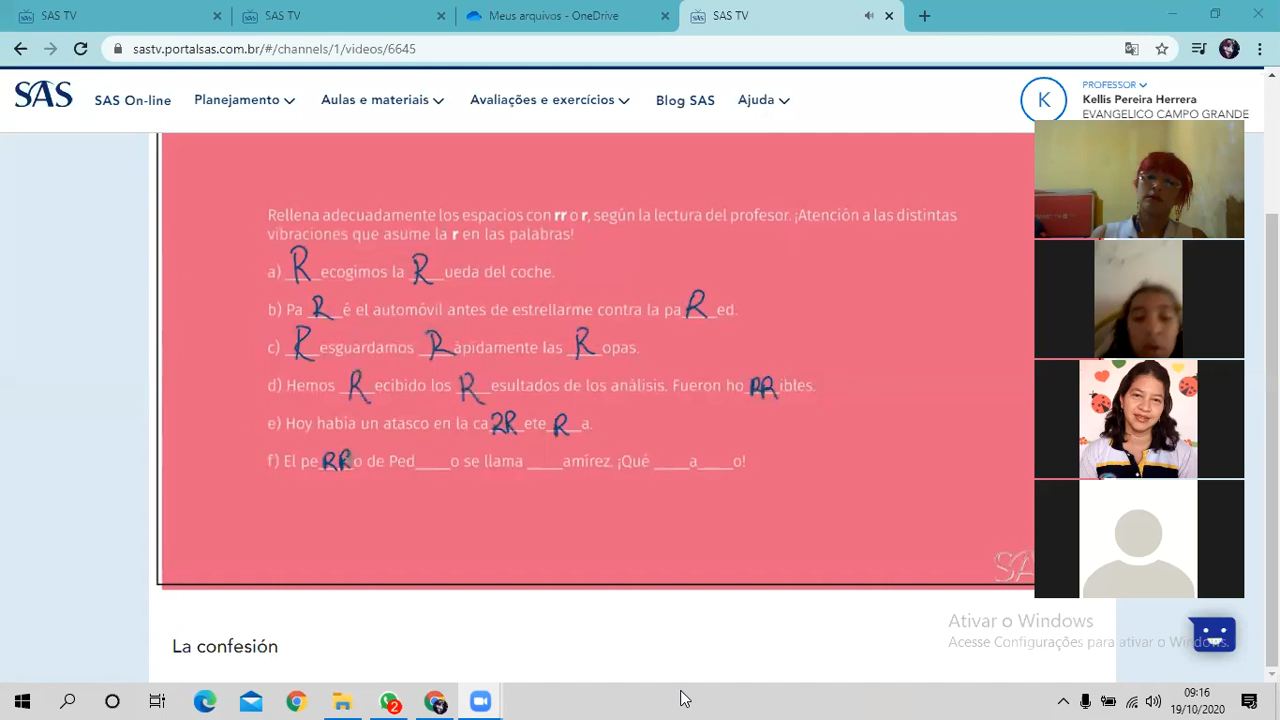 SAS TV
SAS TV
Meus arquivos - OneDrive
SAS TV
sastv.portalsas.com.br/#/channels/1/videos/6645
SAS
SAS On-line
Planejamento
Aulas e materiais
Avaliações e exercícios
Blog SAS
Ajuda
K
PROFESSOR
Kellis Pereira Herrera
EVANGELICO CAMPO GRANDE
Rellena adecuadamente los espacios con rr o r, según la lectura del profesor. ¡Atención a las distintas
vibraciones que asume la r en las palabras!
a) R ecogimos la R ueda del coche.
b) Pa R é el automóvil antes de estrellarme contra la pa R ed.
c) R esguardamos R ápidamente las R opas.
d) Hemos R ecibido los R esultados de los análisis. Fueron ho RR ibles.
e) Hoy había un atasco en la ca 2R ete R a.
f) El pe RR o de Ped____o se llama ____amírez. ¡Qué ____a____o!
SA
La confesión
Ativar o Windows
Acesse Configurações para ativar o Windows.
2
09:16
19/10/2020